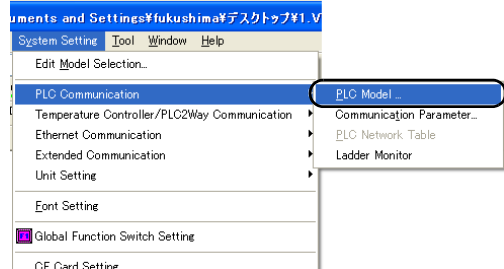 uments and Settings¥fukushima¥デスクトップ¥1.V
System Setting Tool Window Help
Edit Model Selection...
PLC Communication
PLC Model ...
Temperature Controller/PLC2Way Communication
Communication Parameter...
Ethernet Communication
PLC Network Table
Extended Communication
Ladder Monitor
Unit Setting
Font Setting
Global Function Switch Setting
CF Card Setting